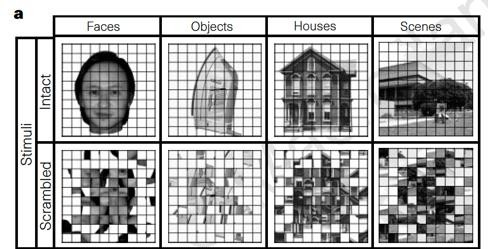 a
Faces Objects Houses Scenes
Stimuli
Intact
Scrambled